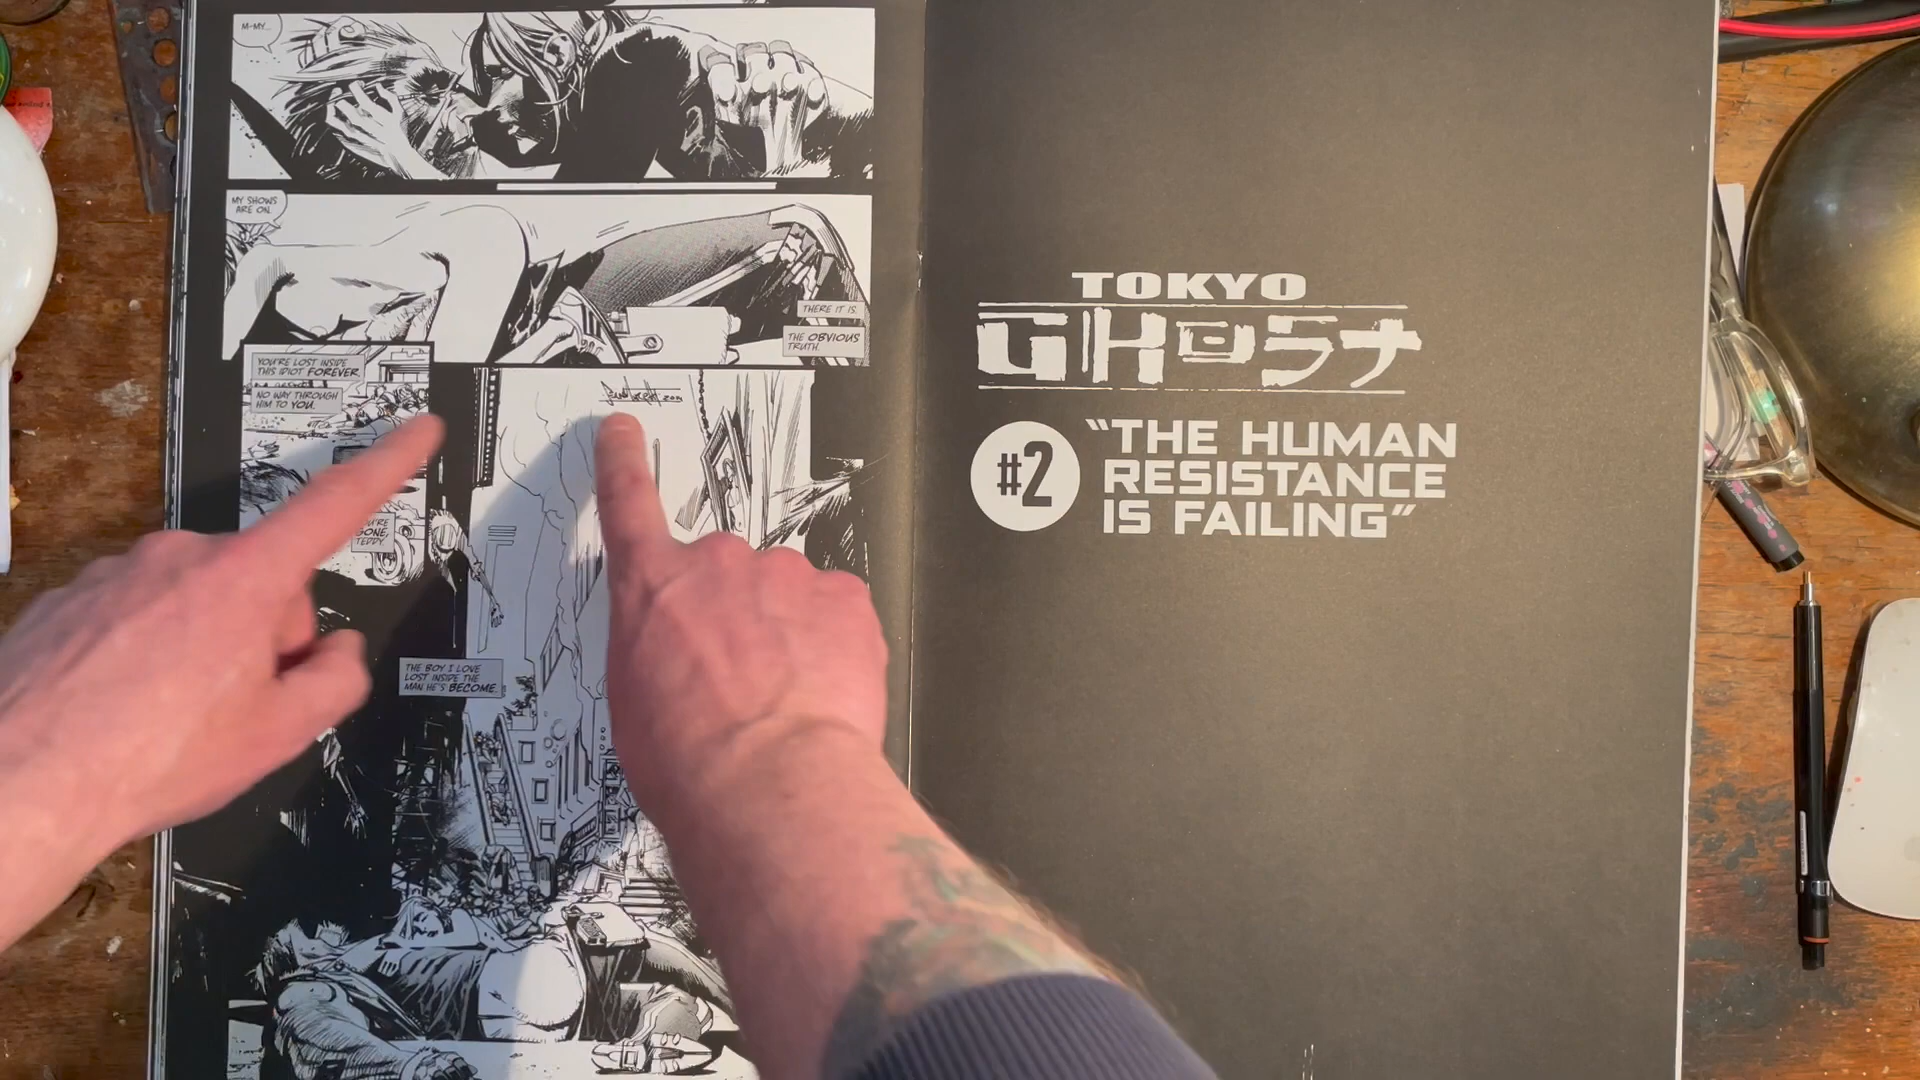 M-MY...
MY SHOWS
ARE ON.
THERE IT IS.
THE OBVIOUS
TRUTH.
YOU'RE LOST INSIDE
THIS IDIOT FOREVER.
NO WAY THROUGH
HIM TO YOU.
GONE,
TEDDY.
THE BOY I LOVE
LOST INSIDE THE
MAN HE'S BECOME.
TOKYO
GHOST
#2
"THE HUMAN
RESISTANCE
IS FAILING"